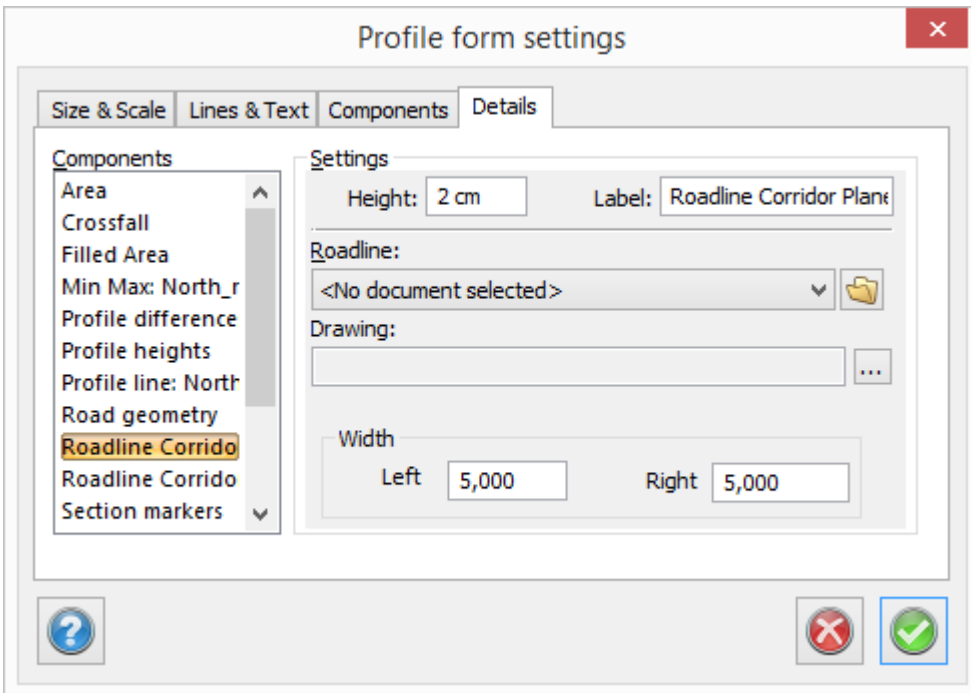 Profile form settings
Size & Scale Lines & Text Components Details
Components
Area
Crossfall
Filled Area
Min Max: North_r
Profile difference
Profile heights
Profile line: North
Road geometry
Roadline Corrido
Roadline Corrido
Section markers
Settings
Height: 2 cm Label: Roadline Corridor Plane
Roadline:
<No document selected>
Drawing:
...
Width
Left 5,000 Right 5,000